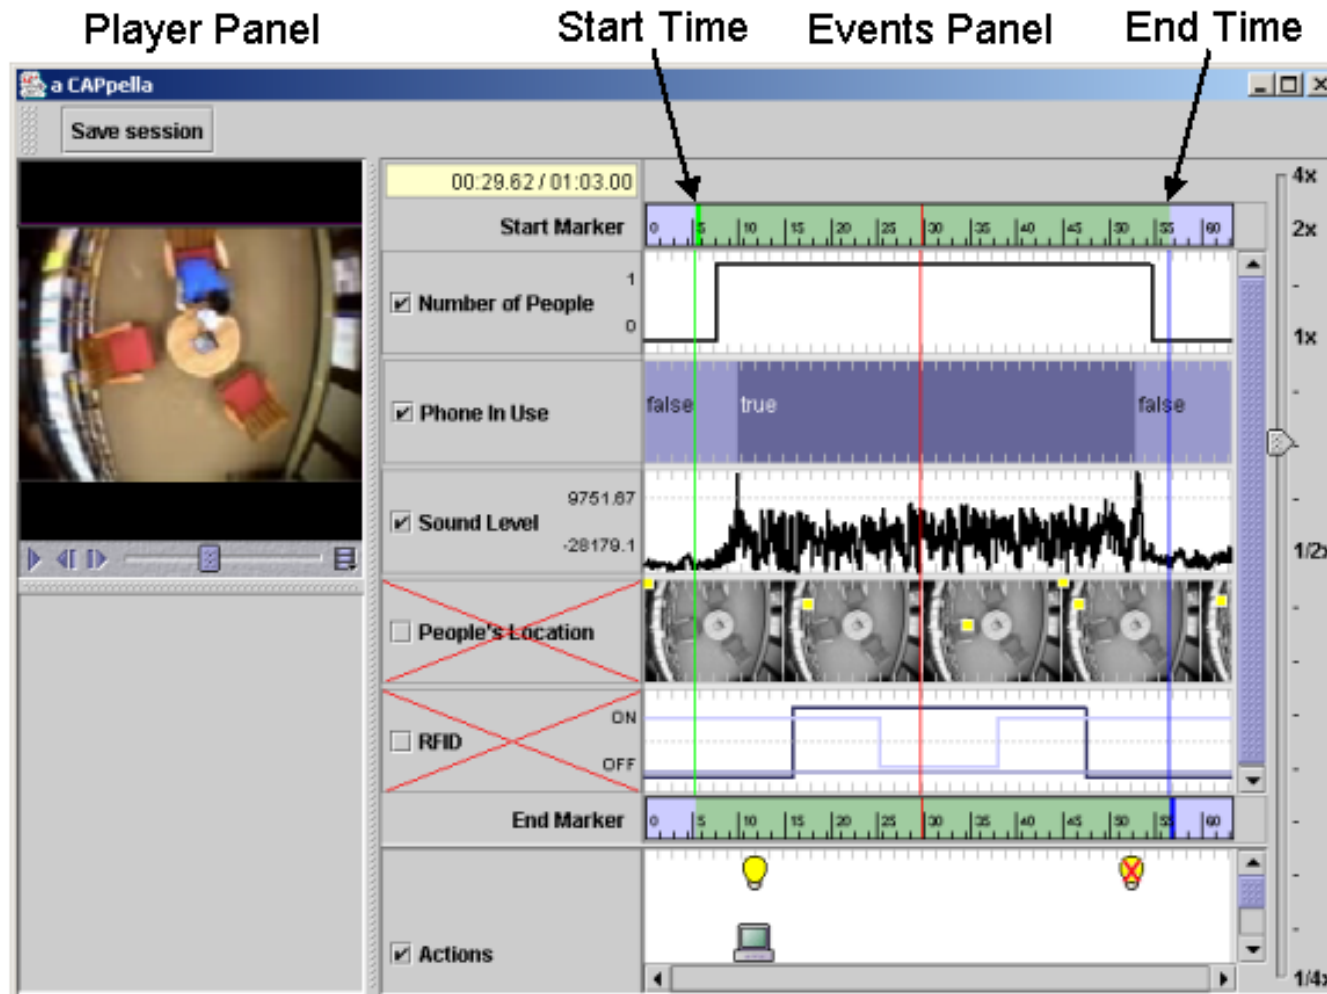 Player Panel
Start Time
Events Panel
End Time
a CAPpella
Save session
00:29.62 / 01:03.00
Start Marker
0 5 10 15 20 25 30 35 40 45 50 55 60
Number of People
1
0
Phone In Use
false
true
false
Sound Level
9751.67
-28179.1
People's Location
RFID
ON
OFF
End Marker
0 5 10 15 20 25 30 35 40 45 50 55 60
Actions
4x
2x
1x
1/2x
1/4x